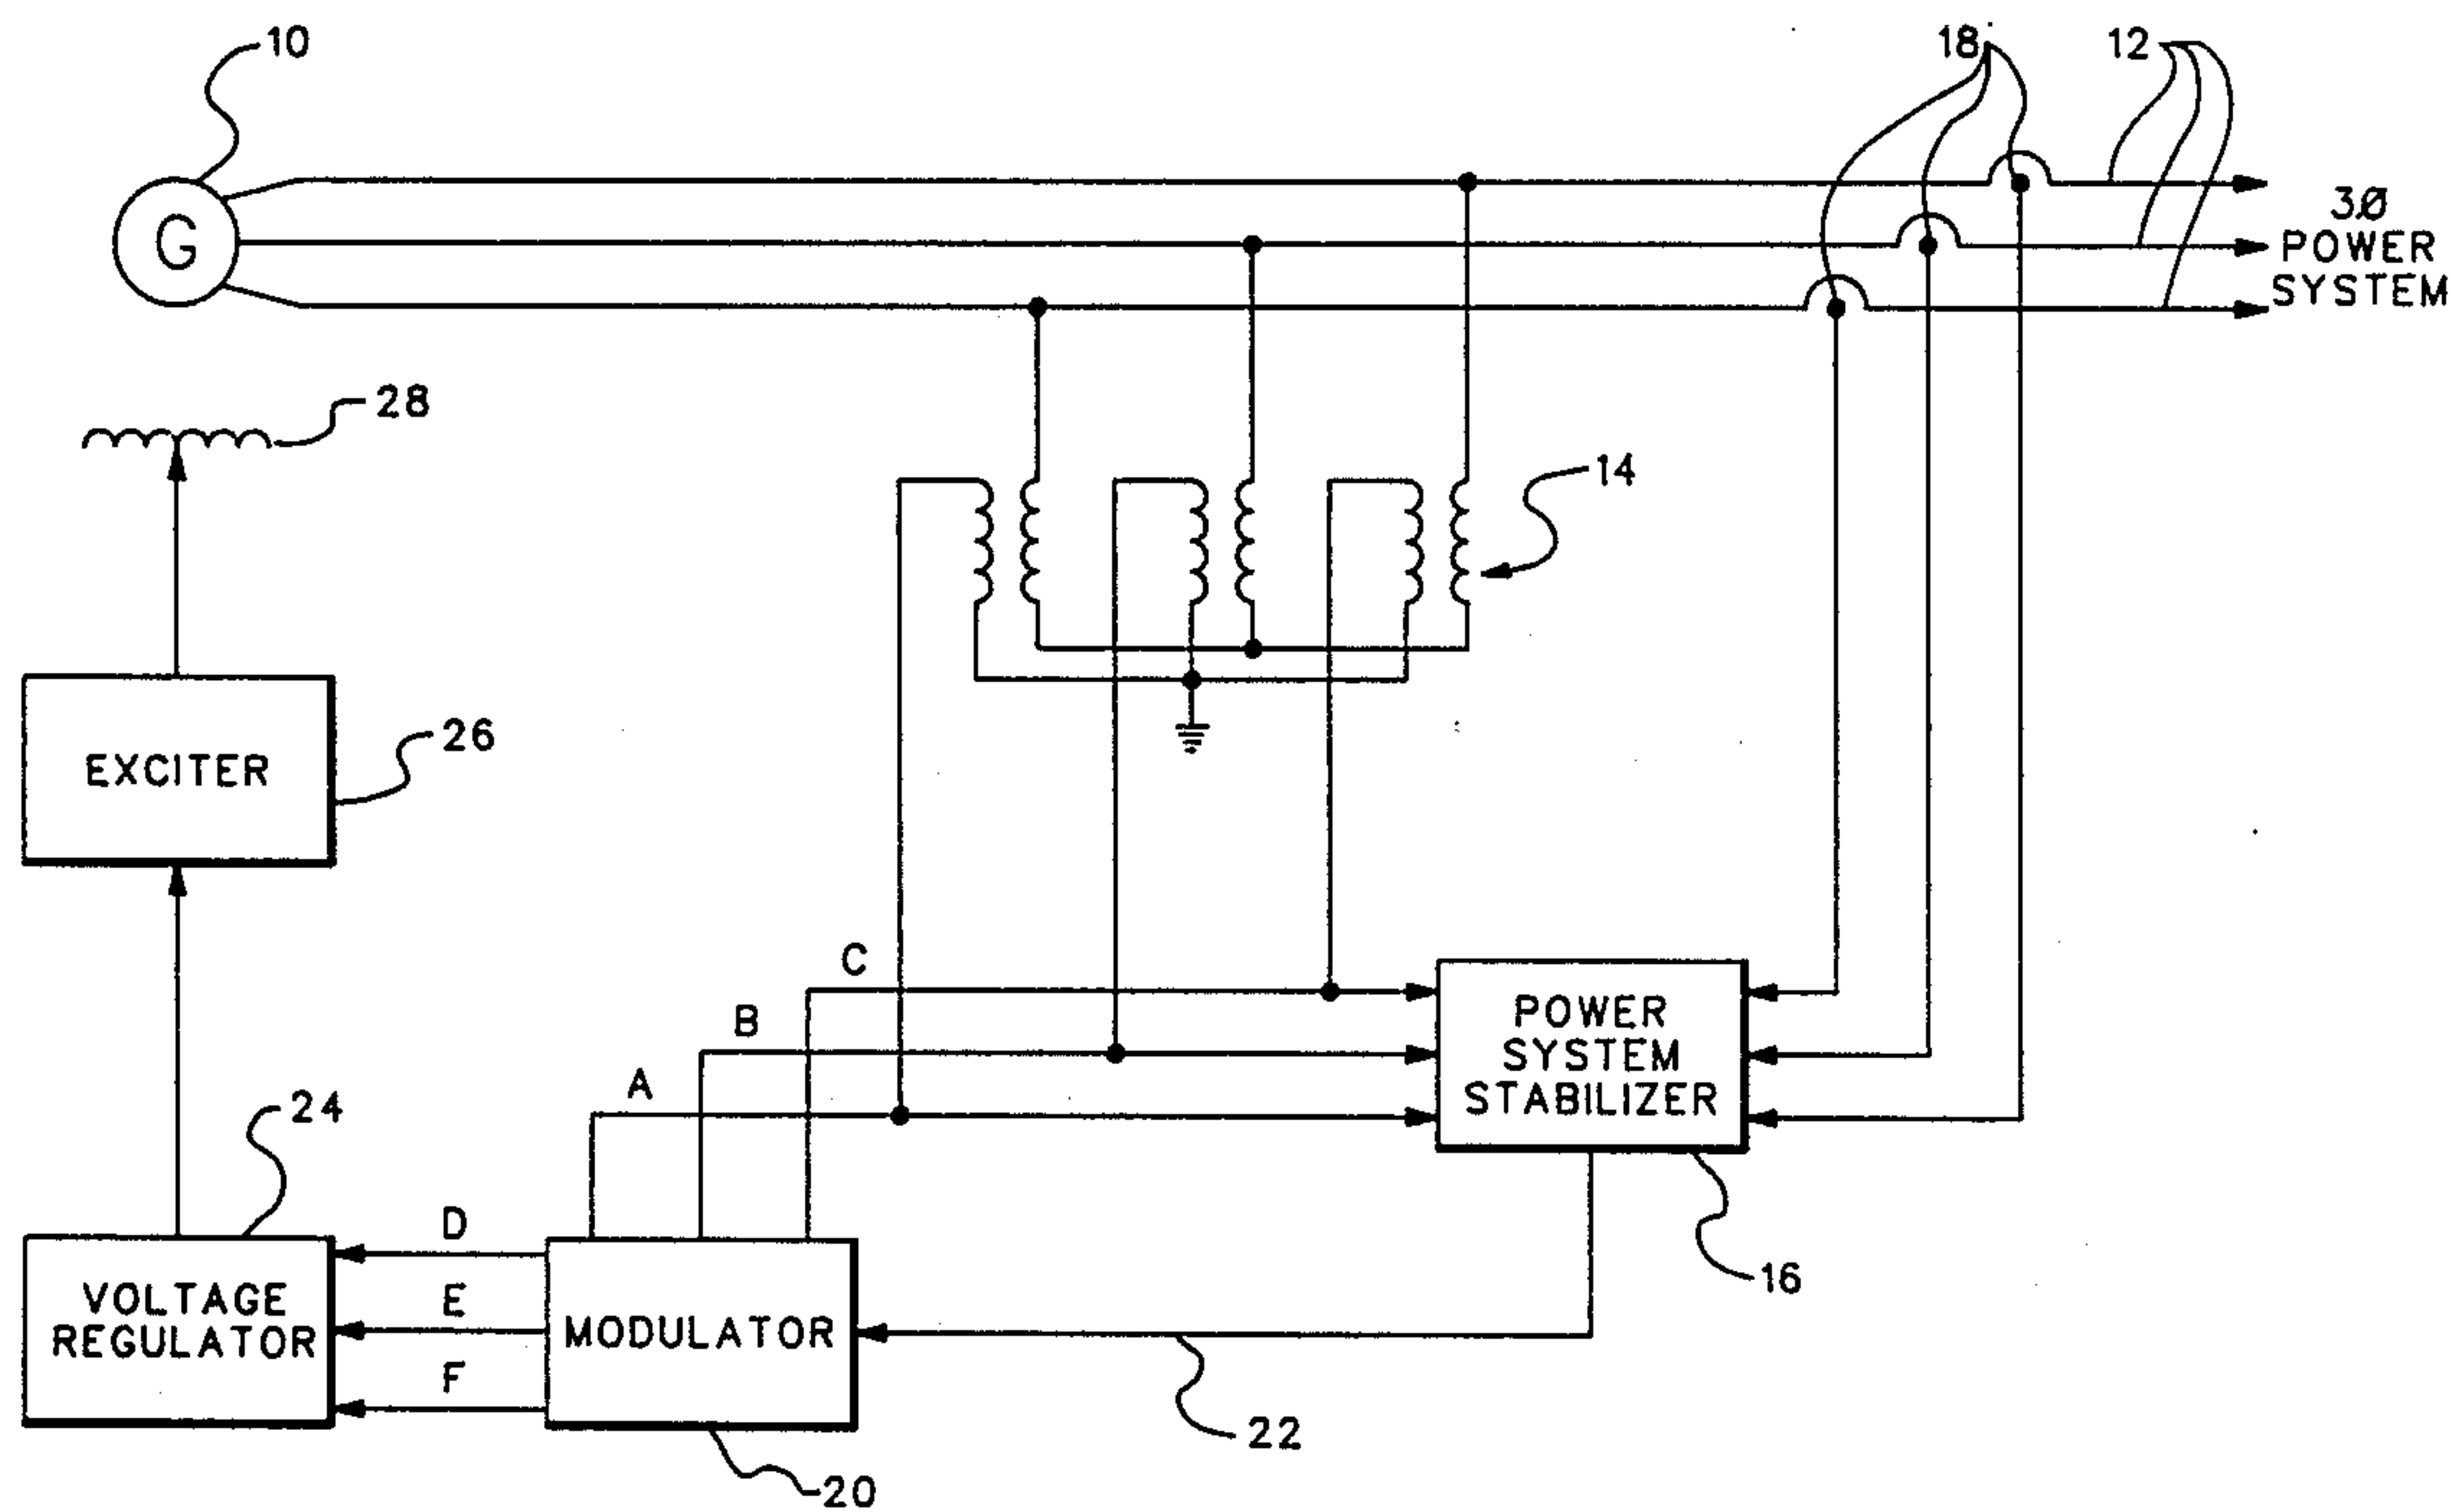 10
18
12
G
3Ø
POWER
SYSTEM
28
14
EXCITER
26
C
B
A
POWER
SYSTEM
STABILIZER
24
D
E
F
VOLTAGE
REGULATOR
MODULATOR
16
22
20